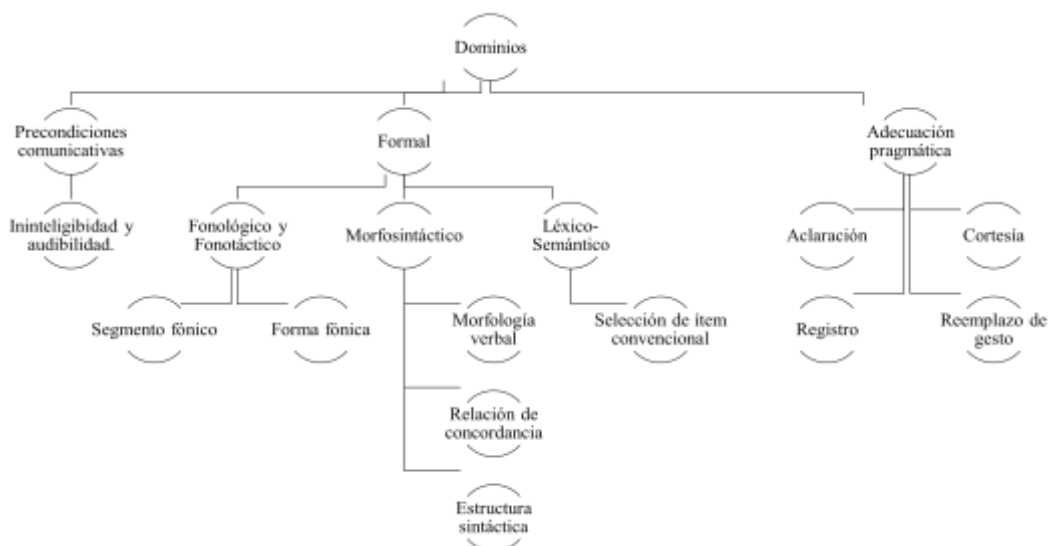 Dominios
Precondiciones
comunicativas
Formal
Adecuación
pragmática
Ininteligibidad y
audibilidad.
Fonológico y
Fonotáctico
Morfosintáctico
Léxico-
Semántico
Aclaración
Cortesía
Segmento fónico
Forma fónica
Morfología
verbal
Selección de ítem
convencional
Registro
Reemplazo de
gesto
Relación de
concordancia
Estructura
sintáctica